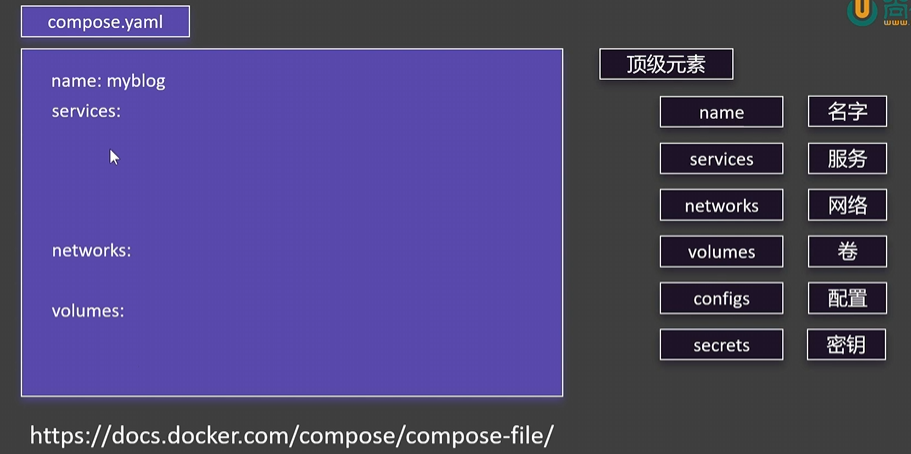 compose.yaml
name: myblog
services:
networks:
volumes:
顶级元素
name 名字
services 服务
networks 网络
volumes 卷
configs 配置
secrets 密钥
https://docs.docker.com/compose/compose-file/
U
www.